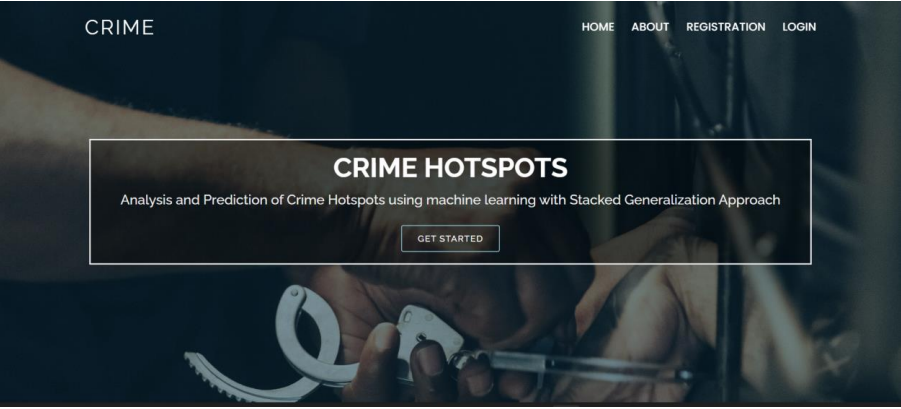 CRIME
HOME ABOUT REGISTRATION LOGIN
CRIME HOTSPOTS
Analysis and Prediction of Crime Hotspots using machine learning with Stacked Generalization Approach
GET STARTED